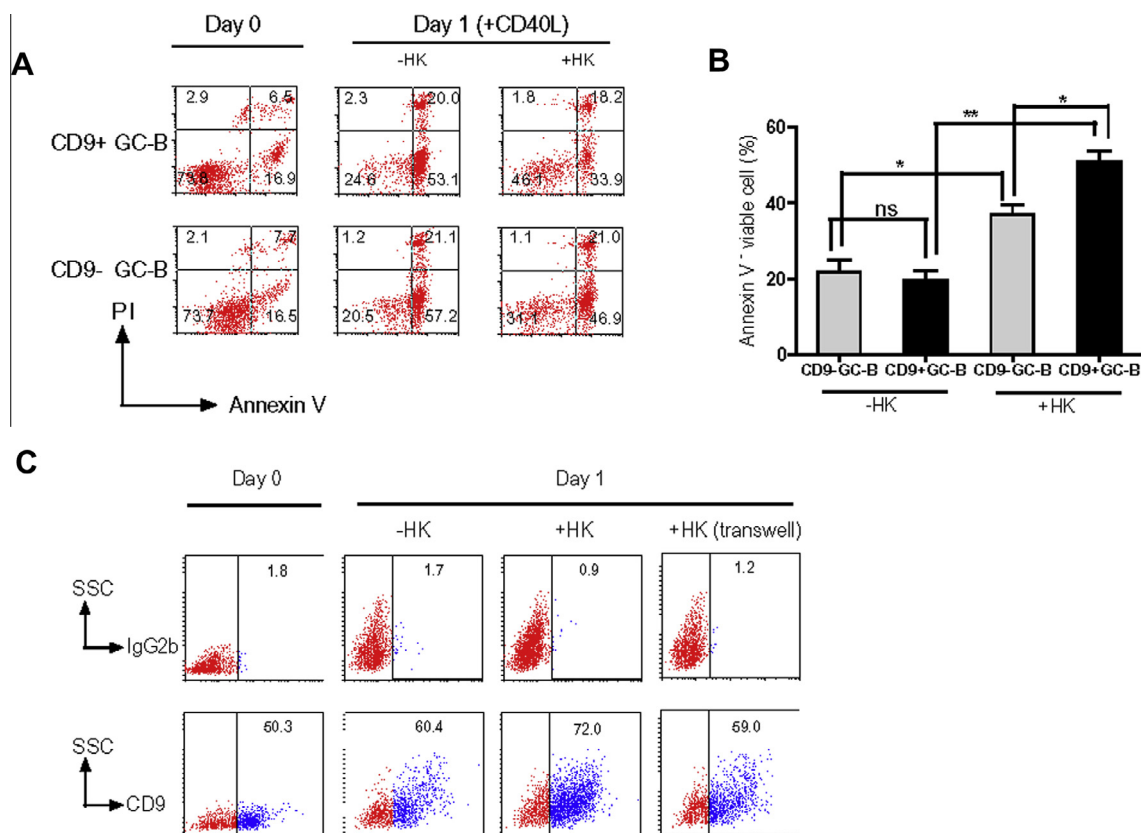 A
Day 0
Day 1 (+CD40L)
-HK
+HK
CD9+ GC-B
2.9
6.5
73.8
16.9
2.3
20.0
24.6
53.1
1.8
18.2
46.1
33.9
CD9- GC-B
2.1
7.7
73.7
16.5
1.2
21.1
20.5
57.2
1.1
21.0
31.1
46.9
PI
Annexin V
B
Annexin V - viable cell (%)
60
40
20
0
*
ns
**
*
CD9-GC-B
CD9+GC-B
CD9-GC-B
CD9+GC-B
-HK
+HK
C
Day 0
Day 1
-HK
+HK
+HK (transwell)
SSC
IgG2b
1.8
1.7
0.9
1.2
SSC
CD9
50.3
60.4
72.0
59.0